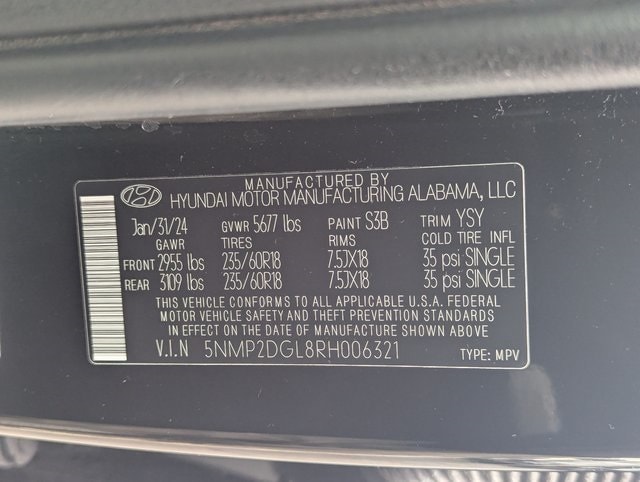 MANUFACTURED BY
HYUNDAI MOTOR MANUFACTURING ALABAMA, LLC
Jan/31/24 GVWR 5677 lbs PAINT S3B TRIM YSY
GAWR TIRES RIMS COLD TIRE INFL
FRONT 2955 lbs 235/60R18 7.5JX18 35 psi SINGLE
REAR 3109 lbs 235/60R18 7.5JX18 35 psi SINGLE
THIS VEHICLE CONFORMS TO ALL APPLICABLE U.S.A. FEDERAL
MOTOR VEHICLE SAFETY AND THEFT PREVENTION STANDARDS
IN EFFECT ON THE DATE OF MANUFACTURE SHOWN ABOVE
V.I.N 5NMP2DGL8RH006321 TYPE: MPV